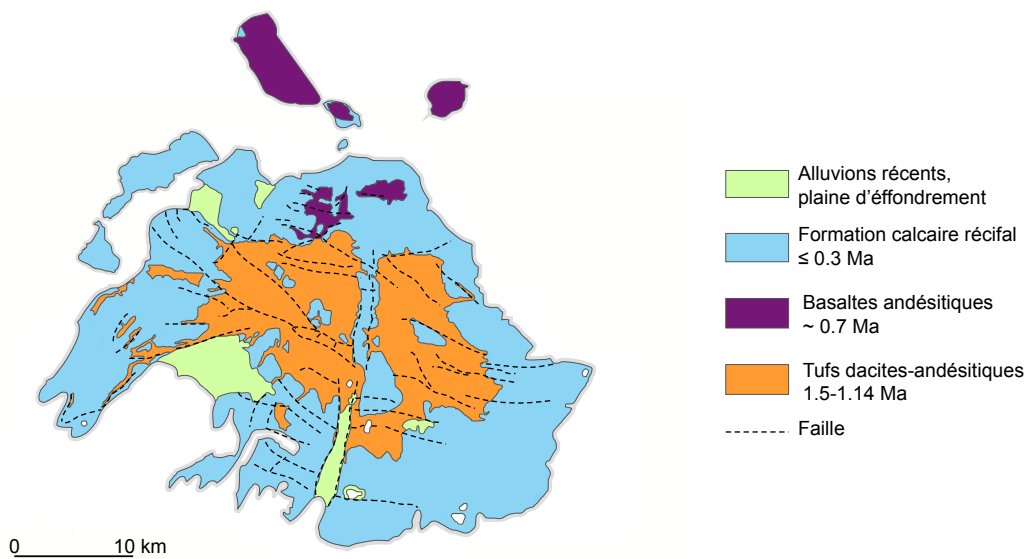 Alluvions récents,
plaine d'éffondrement
Formation calcaire récifal
≤ 0.3 Ma
Basaltes andésitiques
~ 0.7 Ma
Tufs dacites-andésitiques
1.5-1.14 Ma
Faille
0 10 km